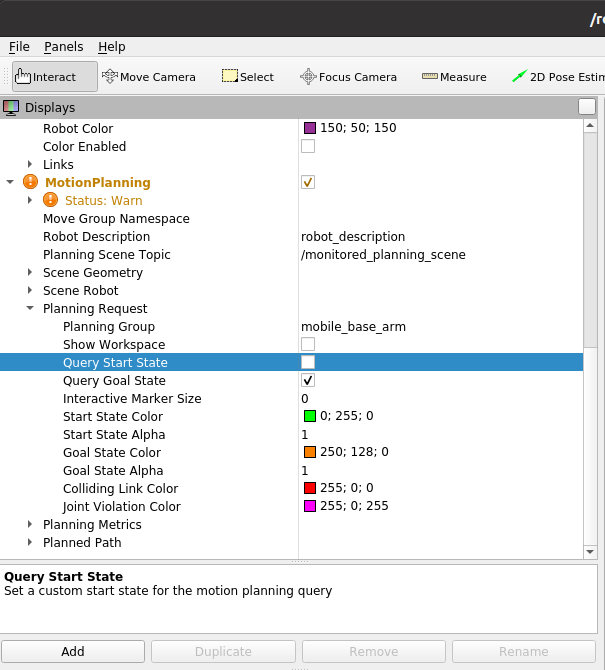 /r
File Panels Help
Interact Move Camera Select Focus Camera Measure 2D Pose Estim
Displays
Robot Color 150; 50; 150
Color Enabled
Links
MotionPlanning
Status: Warn
Move Group Namespace
Robot Description robot_description
Planning Scene Topic /monitored_planning_scene
Scene Geometry
Scene Robot
Planning Request
Planning Group mobile_base_arm
Show Workspace
Query Start State
Query Goal State
Interactive Marker Size 0
Start State Color 0; 255; 0
Start State Alpha 1
Goal State Color 250; 128; 0
Goal State Alpha 1
Colliding Link Color 255; 0; 0
Joint Violation Color 255; 0; 255
Planning Metrics
Planned Path
Query Start State
Set a custom start state for the motion planning query
Add Duplicate Remove Rename